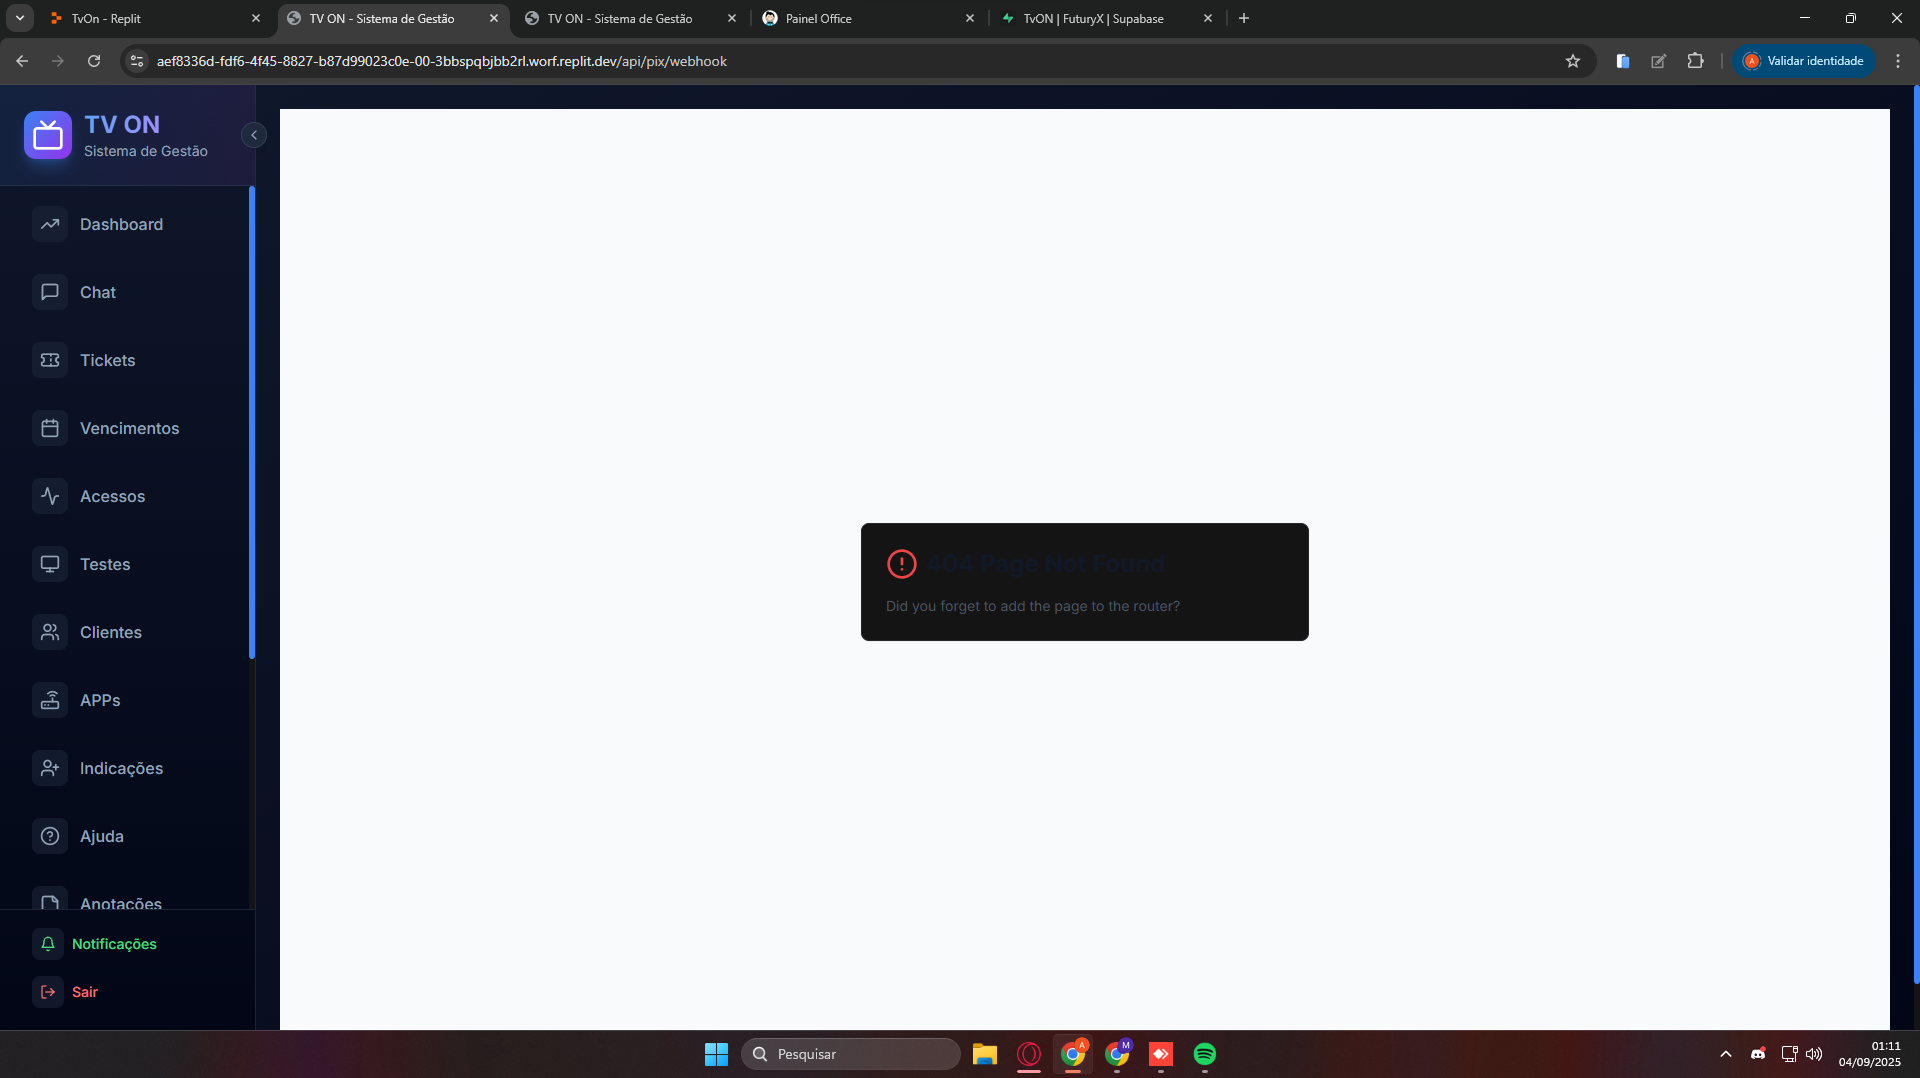 TvOn - Replit
TV ON - Sistema de Gestão
TV ON - Sistema de Gestão
Painel Office
TvON | FuturyX | Supabase
aef8336d-fdf6-4f45-8827-b87d99023c0e-00-3bbspqbjbb2rl.worf.replit.dev/api/pix/webhook
A
Validar identidade
TV ON
Sistema de Gestão
Dashboard
Chat
Tickets
Vencimentos
Acessos
Testes
Clientes
APPs
Indicações
Ajuda
Anotações
Notificações
Sair
404 Page Not Found
Did you forget to add the page to the router?
Pesquisar
A
M
01:11
04/09/2025